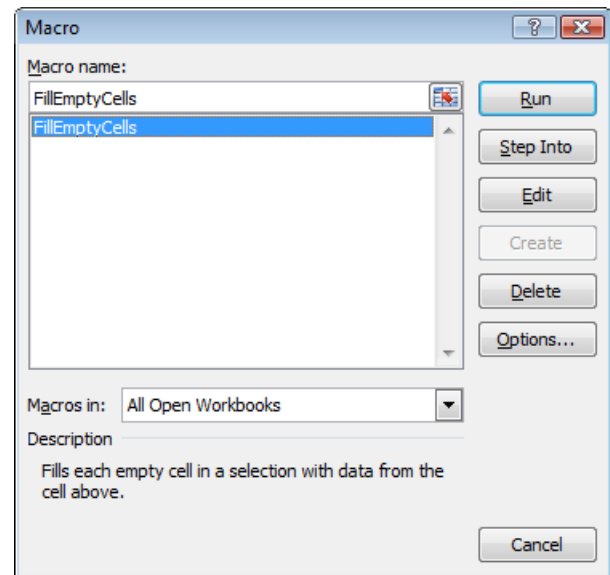 Macro
Macro name:
FillEmptyCells
FillEmptyCells
Run
Step Into
Edit
Create
Delete
Options...
Macros in: All Open Workbooks
Description
Fills each empty cell in a selection with data from the
cell above.
Cancel